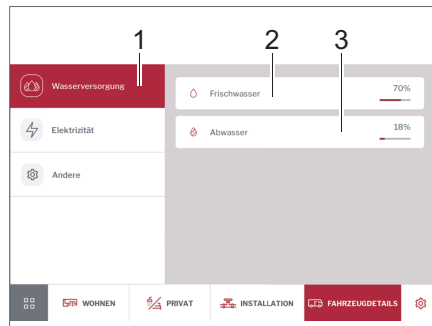 1 2 3
Wasserversorgung
Frischwasser 70%
Elektrizität
Abwasser 18%
Andere
WOHNEN PRIVAT INSTALLATION FAHRZEUGDETAILS